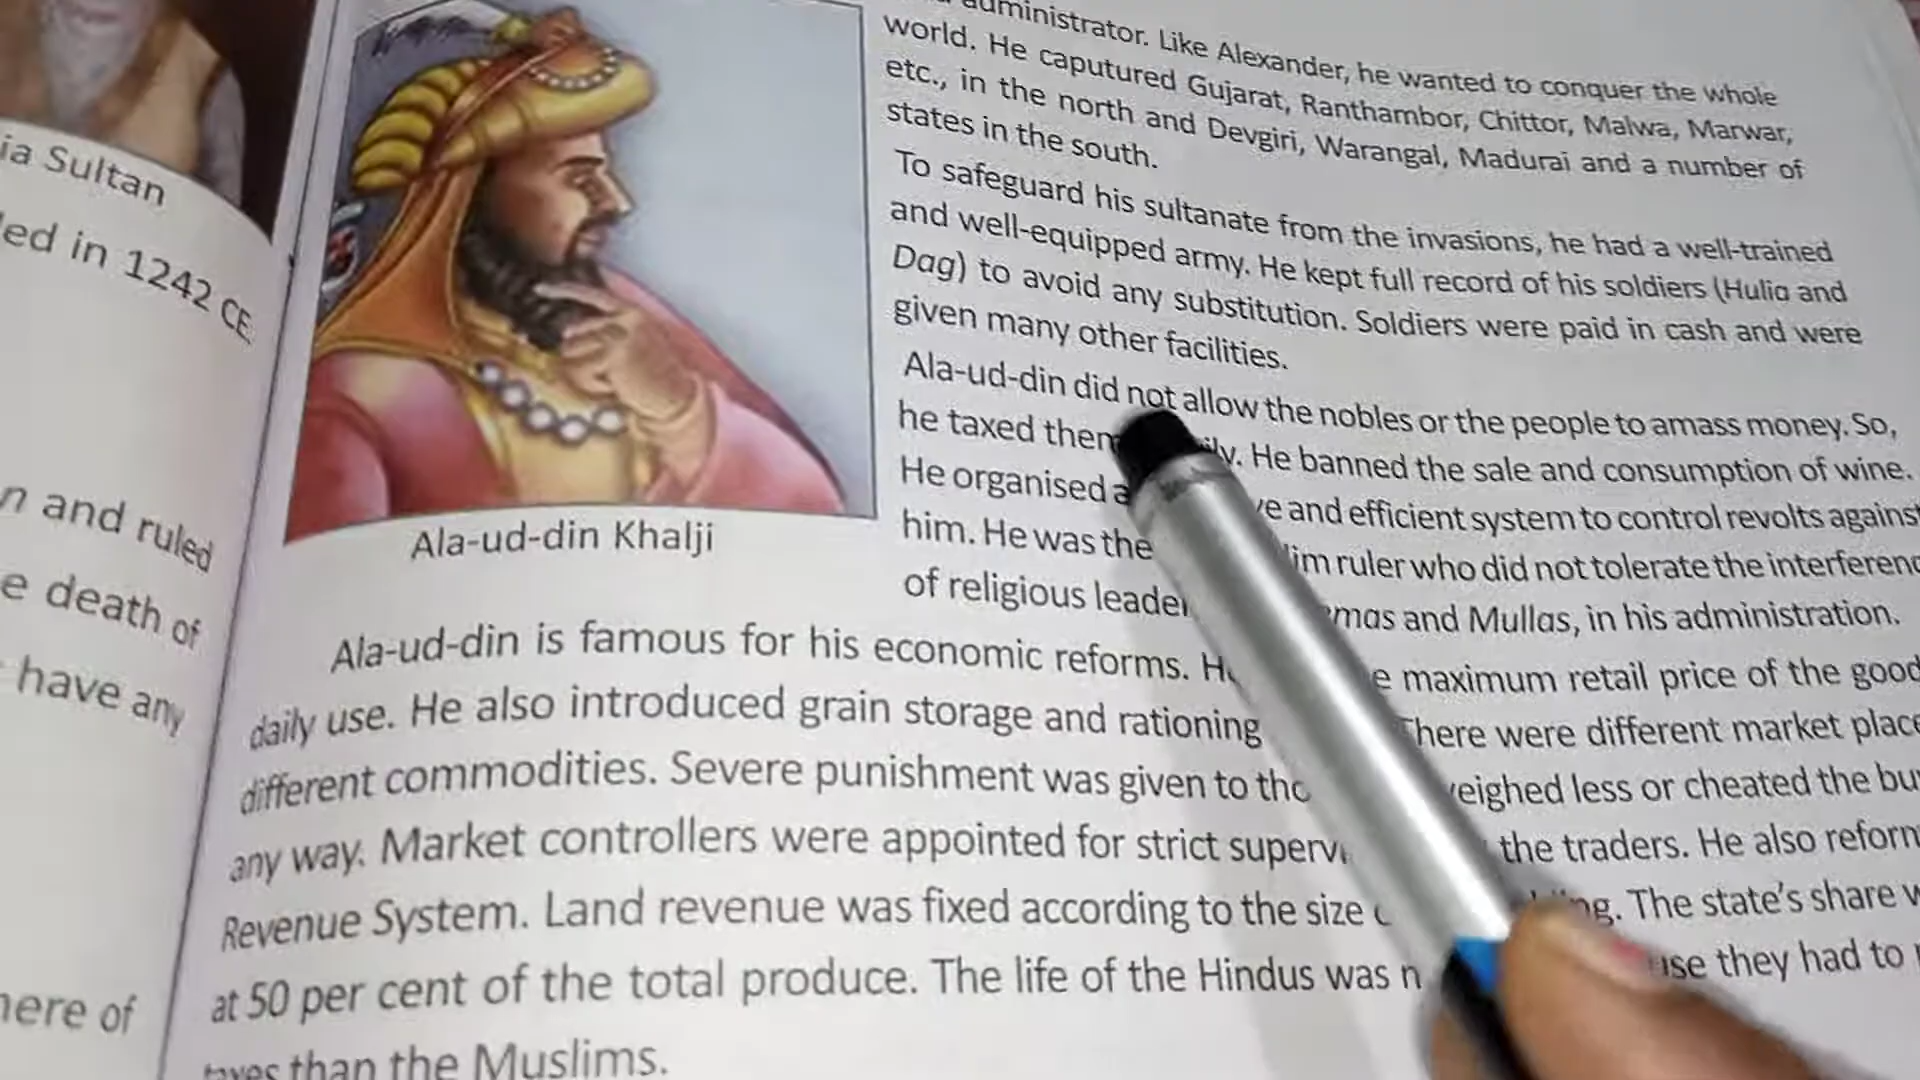 ia Sultan
ed in 1242 CE.
n and ruled
e death of
have any
here of
Ala-ud-din Khalji
administrator. Like Alexander, he wanted to conquer the whole
world. He caputured Gujarat, Ranthambor, Chittor, Malwa, Marwar,
etc., in the north and Devgiri, Warangal, Madurai and a number of
states in the south.
To safeguard his sultanate from the invasions, he had a well-trained
and well-equipped army. He kept full record of his soldiers (Hulia and
Dag) to avoid any substitution. Soldiers were paid in cash and were
given many other facilities.
Ala-ud-din did not allow the nobles or the people to amass money. So,
he taxed them ily. He banned the sale and consumption of wine.
He organised a ve and efficient system to control revolts against
him. He was the lim ruler who did not tolerate the interferenc
of religious leader mas and Mullas, in his administration.
Ala-ud-din is famous for his economic reforms. He e maximum retail price of the good
daily use. He also introduced grain storage and rationing There were different market place
different commodities. Severe punishment was given to tho weighed less or cheated the bu
any way. Market controllers were appointed for strict superv the traders. He also reform
Revenue System. Land revenue was fixed according to the size ng. The state's share w
at 50 per cent of the total produce. The life of the Hindus was n use they had to
taxes than the Muslims.